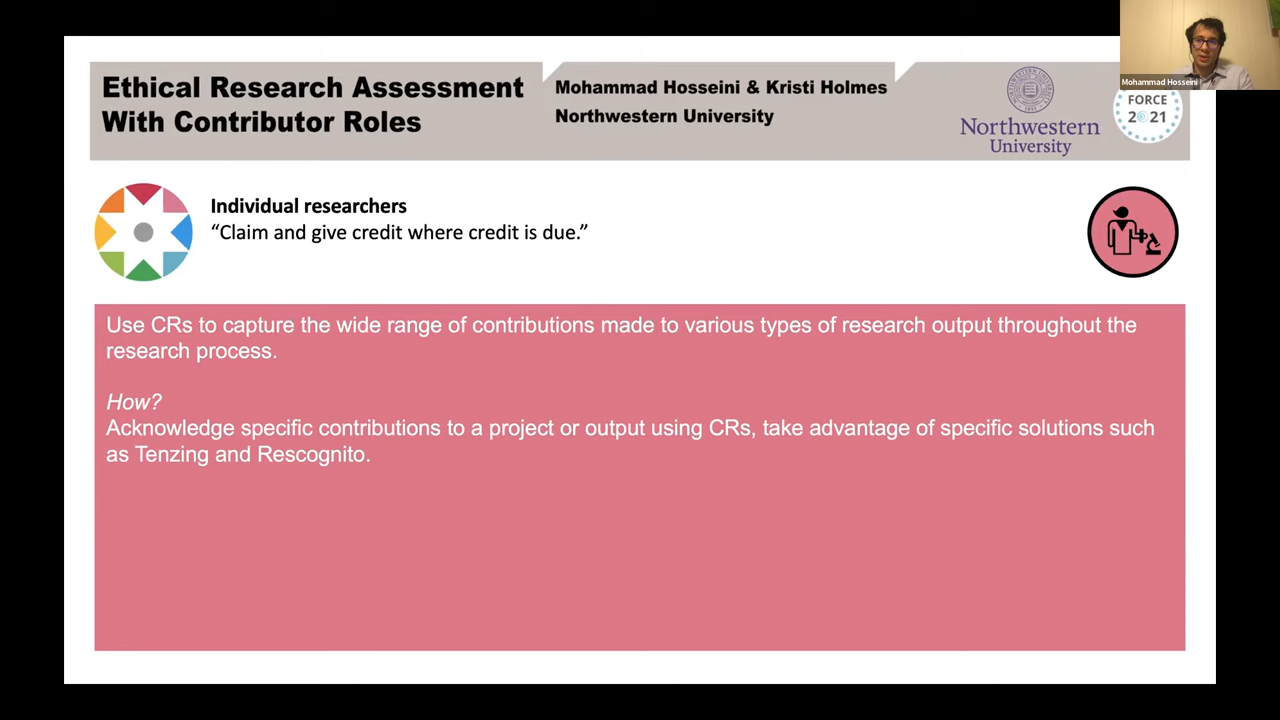 Mohammad Hosseini
Ethical Research Assessment
With Contributor Roles
Mohammad Hosseini & Kristi Holmes
Northwestern University
Northwestern
University
FORCE
2021
Individual researchers
“Claim and give credit where credit is due.”
Use CRs to capture the wide range of contributions made to various types of research output throughout the
research process.
How?
Acknowledge specific contributions to a project or output using CRs, take advantage of specific solutions such
as Tenzing and Rescognito.